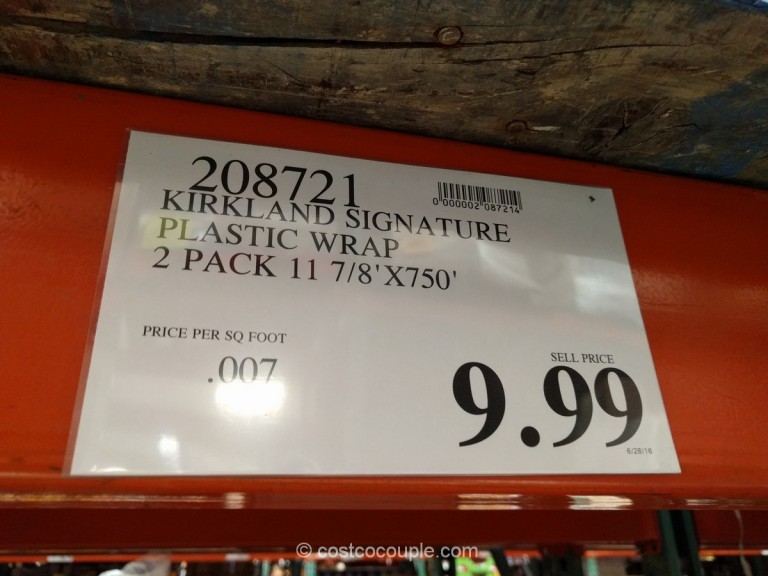 208721
0 000002 087214
KIRKLAND SIGNATURE
PLASTIC WRAP
2 PACK 11 7/8'X750'
PRICE PER SQ FOOT
.007
SELL PRICE
9.99
6/28/16
© costcocouple.com